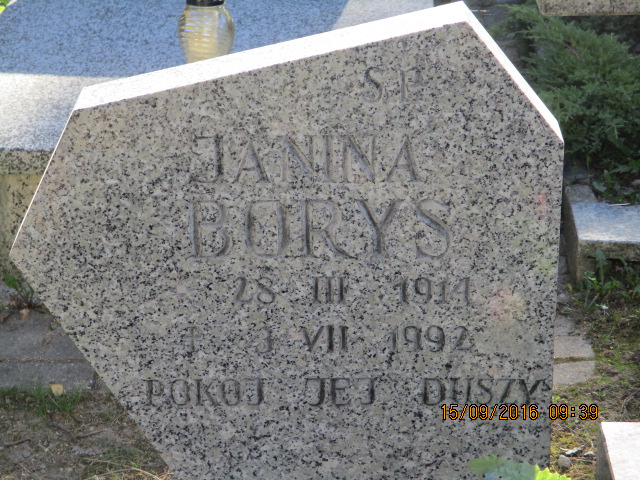 Ś.P.
JANINA
BORYS
* 28 III 1914
† 3 VII 1992
POKÓJ JEJ DUSZY
15/09/2016 09:39